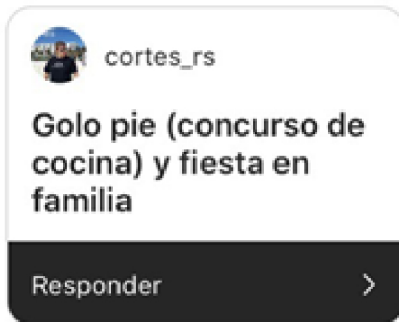 cortes_rs
Golo pie (concurso de
cocina) y fiesta en
familia
Responder